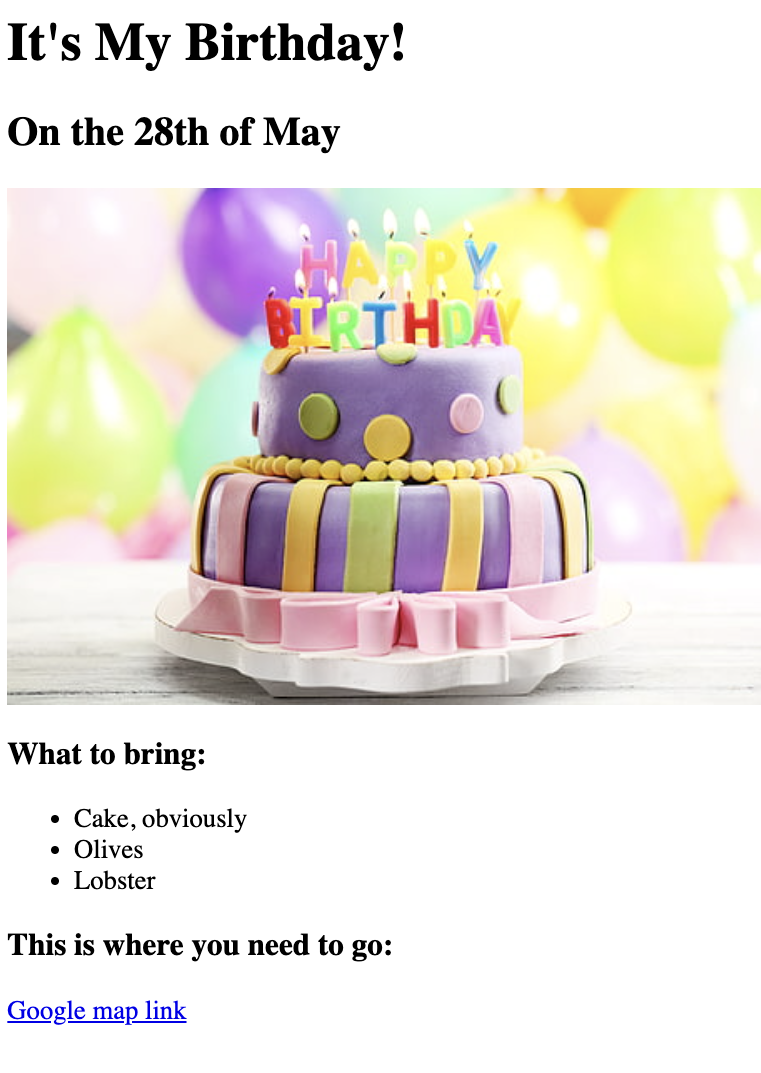 It's My Birthday!
On the 28th of May
HAPPY
BIRTHDAY
What to bring:
Cake, obviously
Olives
Lobster
This is where you need to go:
Google map link